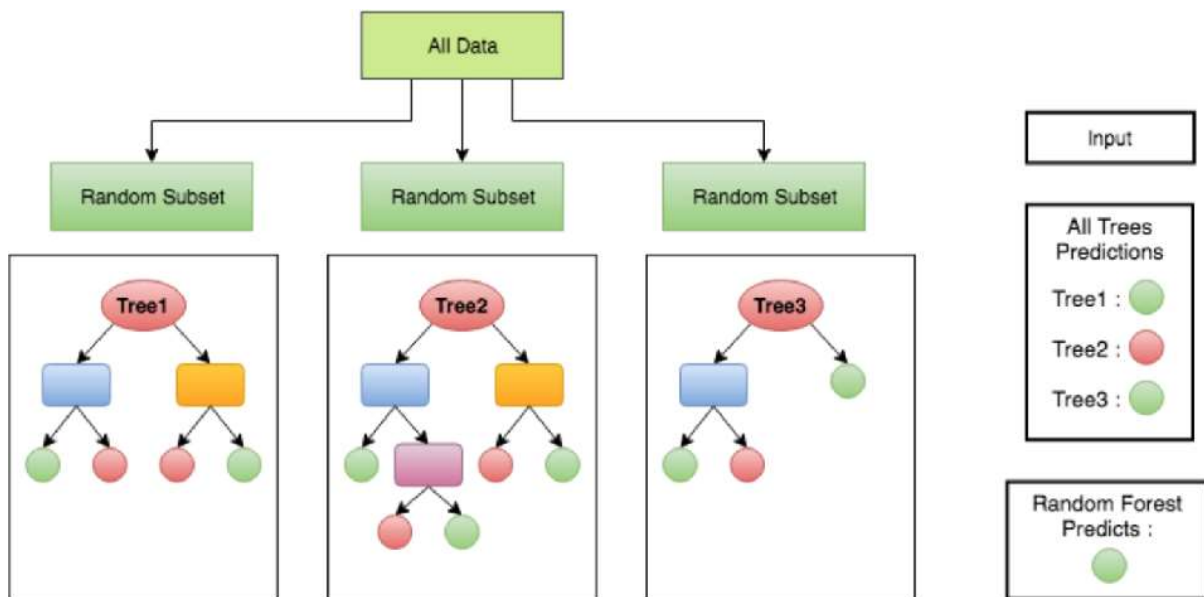 All Data
Random Subset
Random Subset
Random Subset
Tree1
Tree2
Tree3
Input
All Trees
Predictions
Tree1 :
Tree2 :
Tree3 :
Random Forest
Predicts :